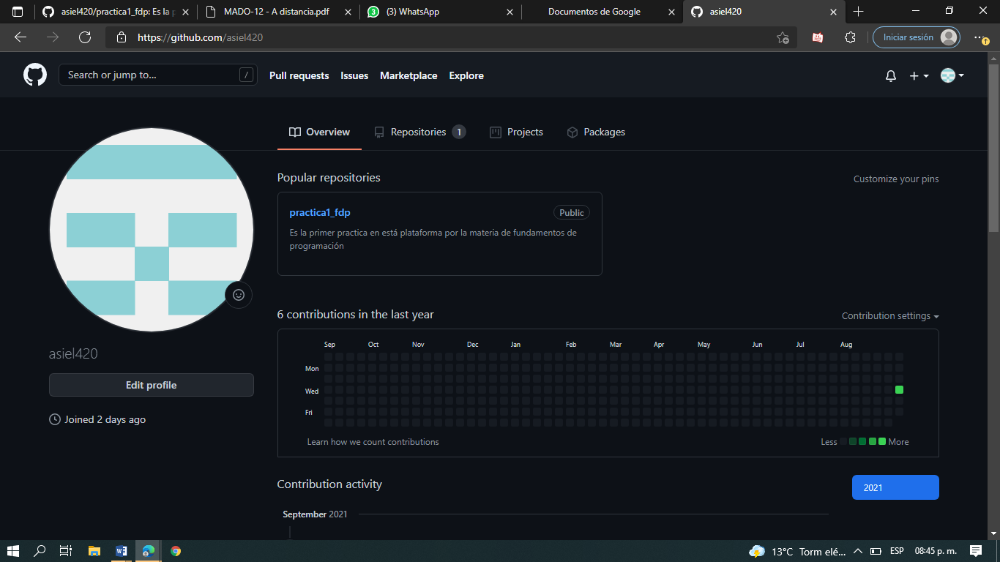 asiel420/practica1_fdp: Es la p
MADO-12 - A distancia.pdf
(3) WhatsApp
Documentos de Google
asiel420
https://github.com/asiel420
Iniciar sesión
Search or jump to...
/
Pull requests
Issues
Marketplace
Explore
Overview
Repositories 1
Projects
Packages
Popular repositories
Customize your pins
practica1_fdp
Public
Es la primer practica en está plataforma por la materia de fundamentos de
programación
asiel420
Edit profile
Joined 2 days ago
6 contributions in the last year
Contribution settings
Sep Oct Nov Dec Jan Feb Mar Apr May Jun Jul Aug
Mon
Wed
Fri
Learn how we count contributions
Less More
Contribution activity
2021
September 2021
13°C Torm elé...
ESP
08:45 p. m.